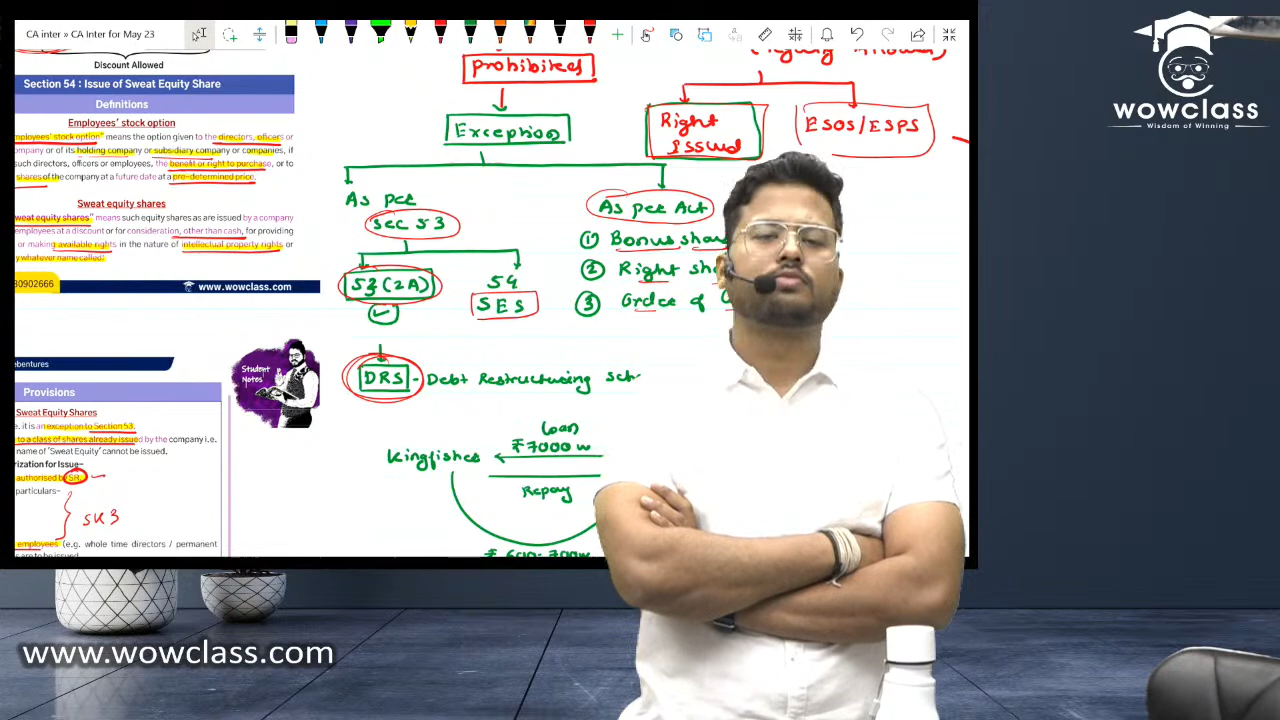 CA inter » CA Inter for May 23
Discount Allowed
Section 54 : Issue of Sweat Equity Share
Definitions
Employees' stock option
mployees' stock option" means the option given to the directors, officers or
ompany or of its holding company or subsidiary company or companies, if
such directors, officers or employees, the benefit or right to purchase, or to
shares of the company at a future date at a pre-determined price.
Sweat equity shares
weat equity shares" means such equity shares as are issued by a company
employees at a discount or for consideration, other than cash, for providing
or making available rights in the nature of intellectual property rights or
y whatever name called!
30902666
www.wowclass.com
ebentures
Student
Notes
Provisions
Sweat Equity Shares
e. it is an exception to Section 53.
to a class of shares already issued by the company i.e.
name of 'Sweat Equity' cannot be issued.
rization for Issue-
authorised by SR.
particulars-
employees (e.g. whole time directors / permanent
s are to be issued.
Prohibited
Exception
Right
Issue
ESOS/ESPS
As per
sec 53
53(2A)
54
SES
As per Act
① Bonus
② Right
③ Order of
DRS - Debt Restructuring
Loan
₹7000
Kingfisher
Repay
wowclass
Wisdom of Winning
www.wowclass.com